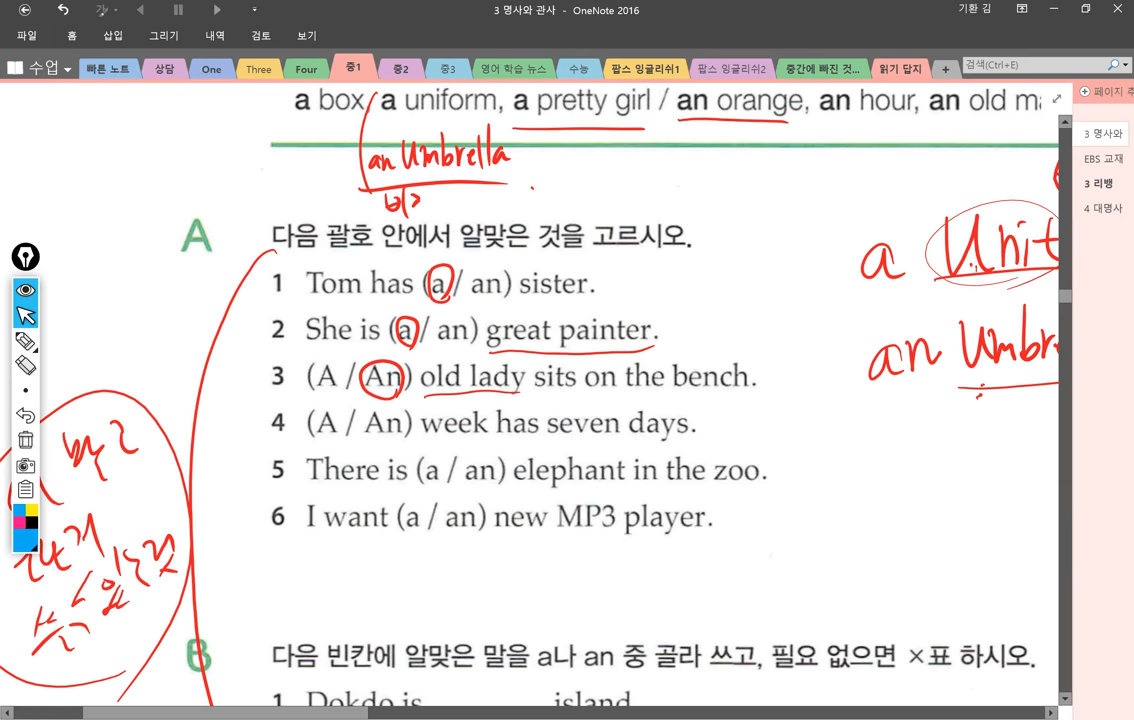 3 명사와 관사 - OneNote 2016
기환 김
파일 홈 삽입 그리기 내역 검토 보기
수업 빠른 노트 상담 One Three Four 중1 중2 중3 영어 학습 뉴스 수능 팝스 잉글리쉬1 팝스 잉글리쉬2 중간에 빠진 것... 읽기 답지 + 검색(Ctrl+E)
페이지 추
3 명사와
EBS 교재
3 리뱅
4 대명사
a box, a uniform, a pretty girl / an orange, an hour, an old ma
an Umbrella
A 다음 괄호 안에서 알맞은 것을 고르시오.
a Unit
1 Tom has (a / an) sister.
2 She is (a / an) great painter.
an Umbr
3 (A / An) old lady sits on the bench.
4 (A / An) week has seven days.
5 There is (a / an) elephant in the zoo.
6 I want (a / an) new MP3 player.
B 다음 빈칸에 알맞은 말을 a나 an 중 골라 쓰고, 필요 없으면 ×표 하시오.
1 Dokdo is island